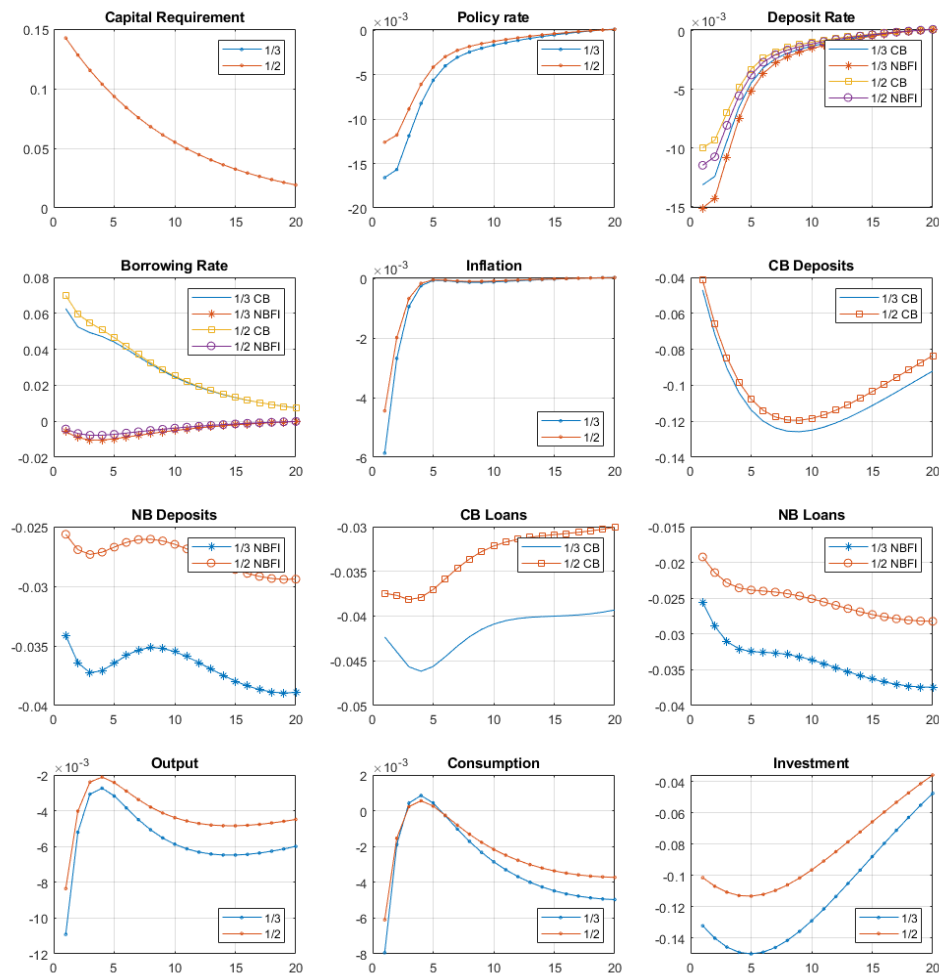 Capital Requirement
0.15
0.1
0.05
0
0 5 10 15 20
1/3
1/2
Policy rate
×10⁻³
0
-5
-10
-15
-20
0 5 10 15 20
1/3
1/2
Deposit Rate
×10⁻³
0
-5
-10
-15
0 5 10 15 20
1/3 CB
1/3 NBFI
1/2 CB
1/2 NBFI
Borrowing Rate
0.08
0.06
0.04
0.02
0
-0.02
0 5 10 15 20
1/3 CB
1/3 NBFI
1/2 CB
1/2 NBFI
Inflation
×10⁻³
0
-2
-4
-6
0 5 10 15 20
1/3
1/2
CB Deposits
-0.04
-0.06
-0.08
-0.1
-0.12
-0.14
0 5 10 15 20
1/3 CB
1/2 CB
NB Deposits
-0.025
-0.03
-0.035
-0.04
0 5 10 15 20
1/3 NBFI
1/2 NBFI
CB Loans
-0.03
-0.035
-0.04
-0.045
-0.05
0 5 10 15 20
1/3 CB
1/2 CB
NB Loans
-0.015
-0.02
-0.025
-0.03
-0.035
-0.04
0 5 10 15 20
1/3 NBFI
1/2 NBFI
Output
×10⁻³
-2
-4
-6
-8
-10
-12
0 5 10 15 20
1/3
1/2
Consumption
×10⁻³
2
0
-2
-4
-6
-8
0 5 10 15 20
1/3
1/2
Investment
-0.04
-0.06
-0.08
-0.1
-0.12
-0.14
0 5 10 15 20
1/3
1/2